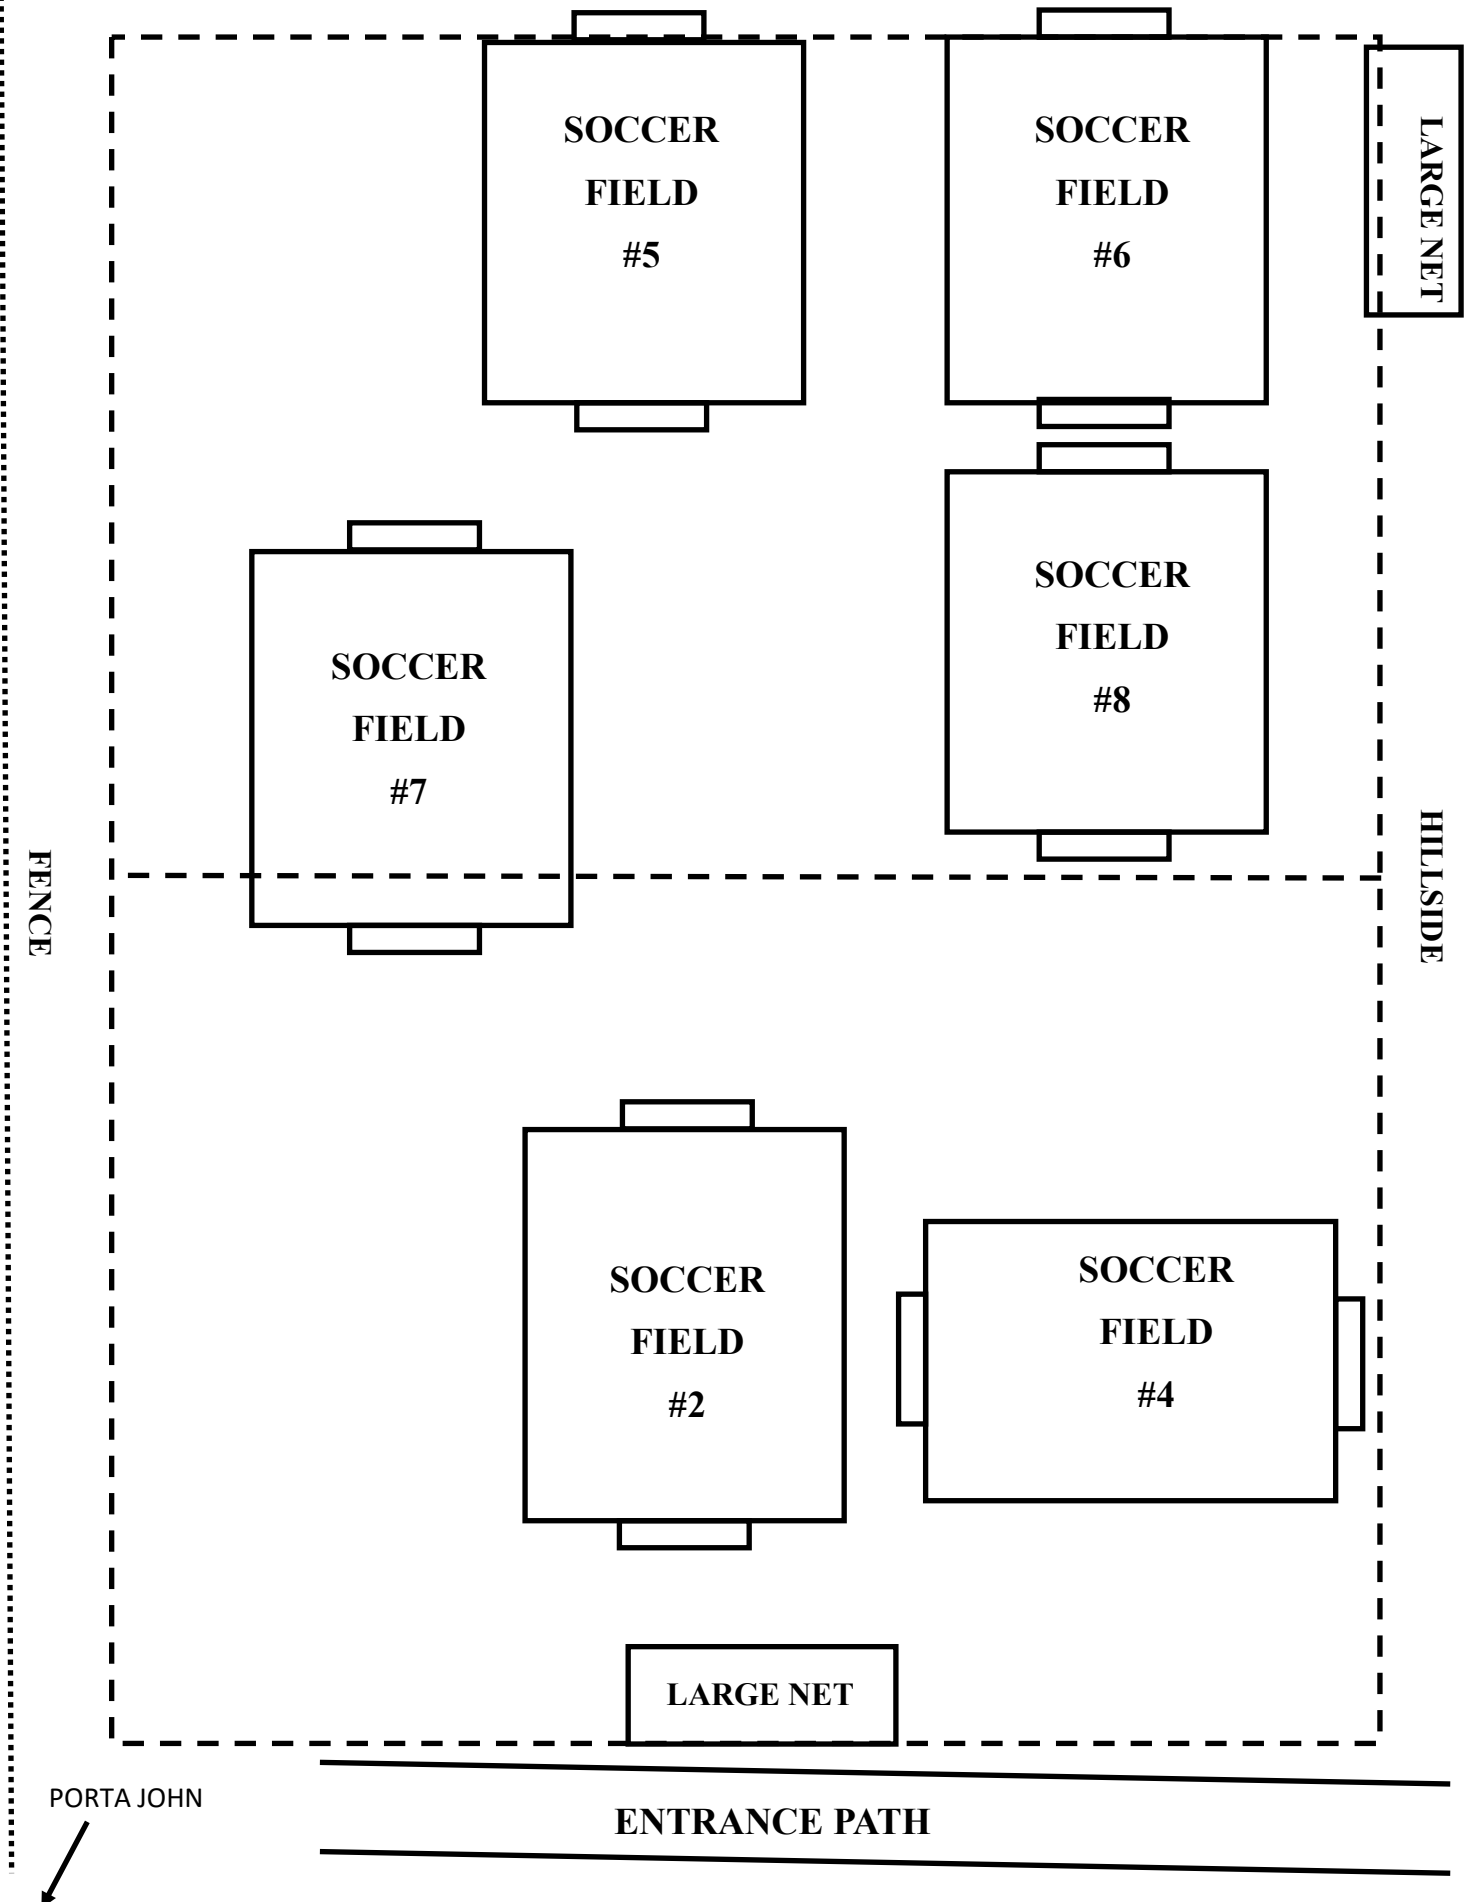 SOCCER
FIELD
#5
SOCCER
FIELD
#6
LARGE NET
SOCCER
FIELD
#7
SOCCER
FIELD
#8
FENCE
HILLSIDE
SOCCER
FIELD
#2
SOCCER
FIELD
#4
LARGE NET
PORTA JOHN
ENTRANCE PATH